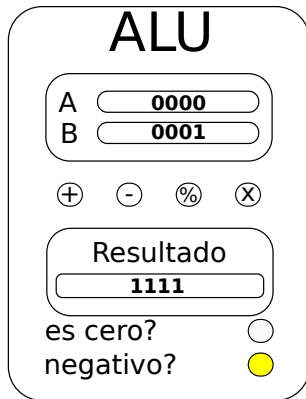 ALU
A 0000
B 0001
+ - % X
Resultado
1111
es cero?
negativo?